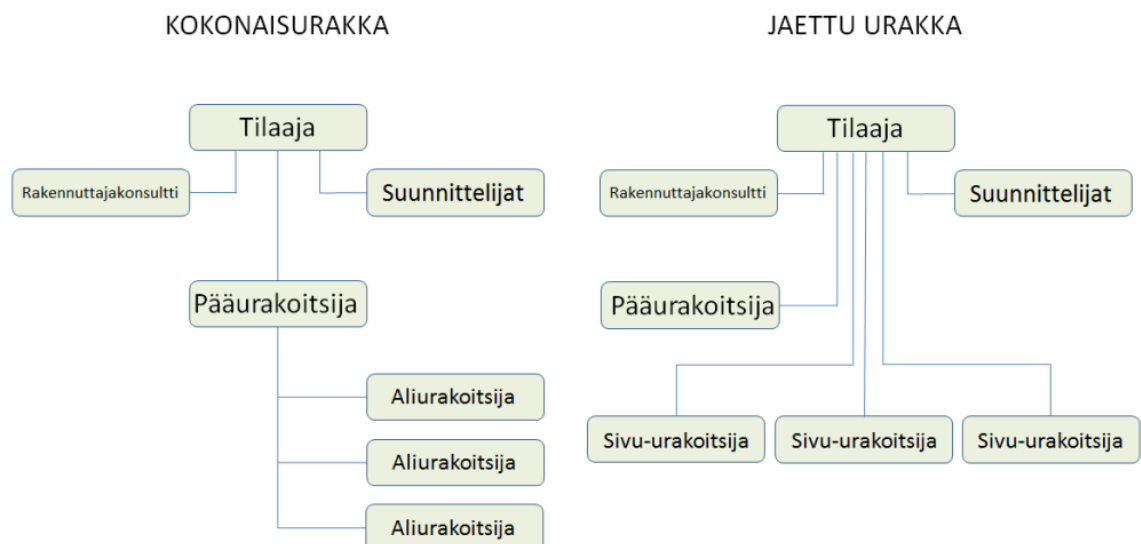 KOKONAISURAKKA
Tilaaja
Rakennuttajakonsultti
Suunnittelijat
Pääurakoitsija
Aliurakoitsija
Aliurakoitsija
Aliurakoitsija
JAETTU URAKKA
Tilaaja
Rakennuttajakonsultti
Suunnittelijat
Pääurakoitsija
Sivu-urakoitsija
Sivu-urakoitsija
Sivu-urakoitsija